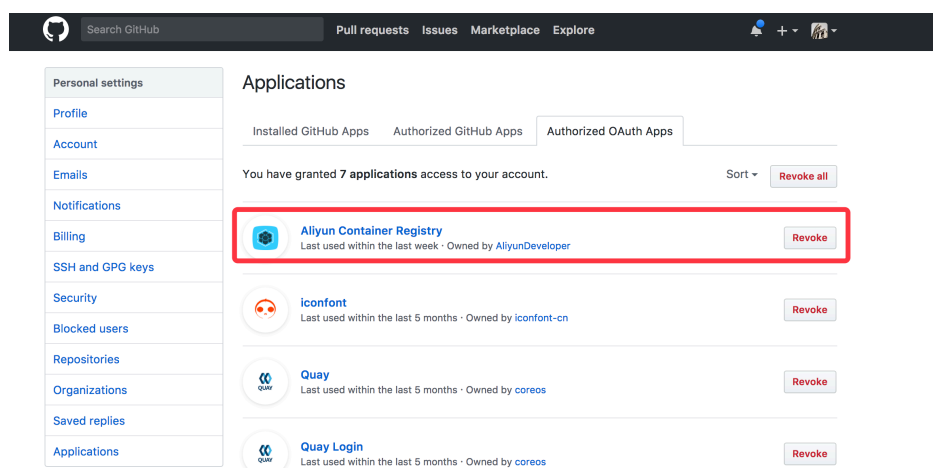 Search GitHub
Pull requests Issues Marketplace Explore
Personal settings
Profile
Account
Emails
Notifications
Billing
SSH and GPG keys
Security
Blocked users
Repositories
Organizations
Saved replies
Applications
Applications
Installed GitHub Apps Authorized GitHub Apps Authorized OAuth Apps
You have granted 7 applications access to your account. Sort Revoke all
Aliyun Container Registry
Last used within the last week · Owned by AliyunDeveloper
Revoke
iconfont
Last used within the last 5 months · Owned by iconfont-cn
Revoke
QUAY
Quay
Last used within the last 5 months · Owned by coreos
Revoke
QUAY
Quay Login
Last used within the last 5 months · Owned by coreos
Revoke